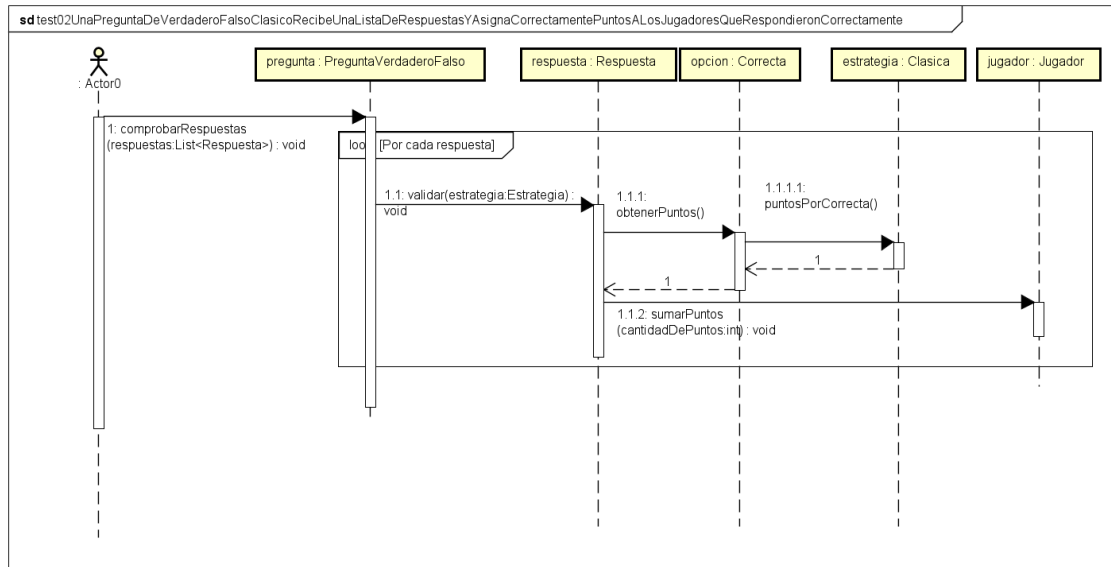 sd test02UnaPreguntaDeVerdaderoFalsoClasicoRecibeUnaListaDeRespuestasYAsignaCorrectamentePuntosALosJugadoresQueRespondieronCorrectamente
pregunta : PreguntaVerdaderoFalso
respuesta : Respuesta
opcion : Correcta
estrategia : Clasica
jugador : Jugador
: Actor0
1: comprobarRespuestas
(respuestas:List<Respuesta>) : void
loo [Por cada respuesta]
1.1: validar(estrategia:Estrategia) :
void
1.1.1:
obtenerPuntos()
1.1.1.1:
puntosPorCorrecta()
1
1
1.1.2: sumarPuntos
(cantidadDePuntos:int) : void